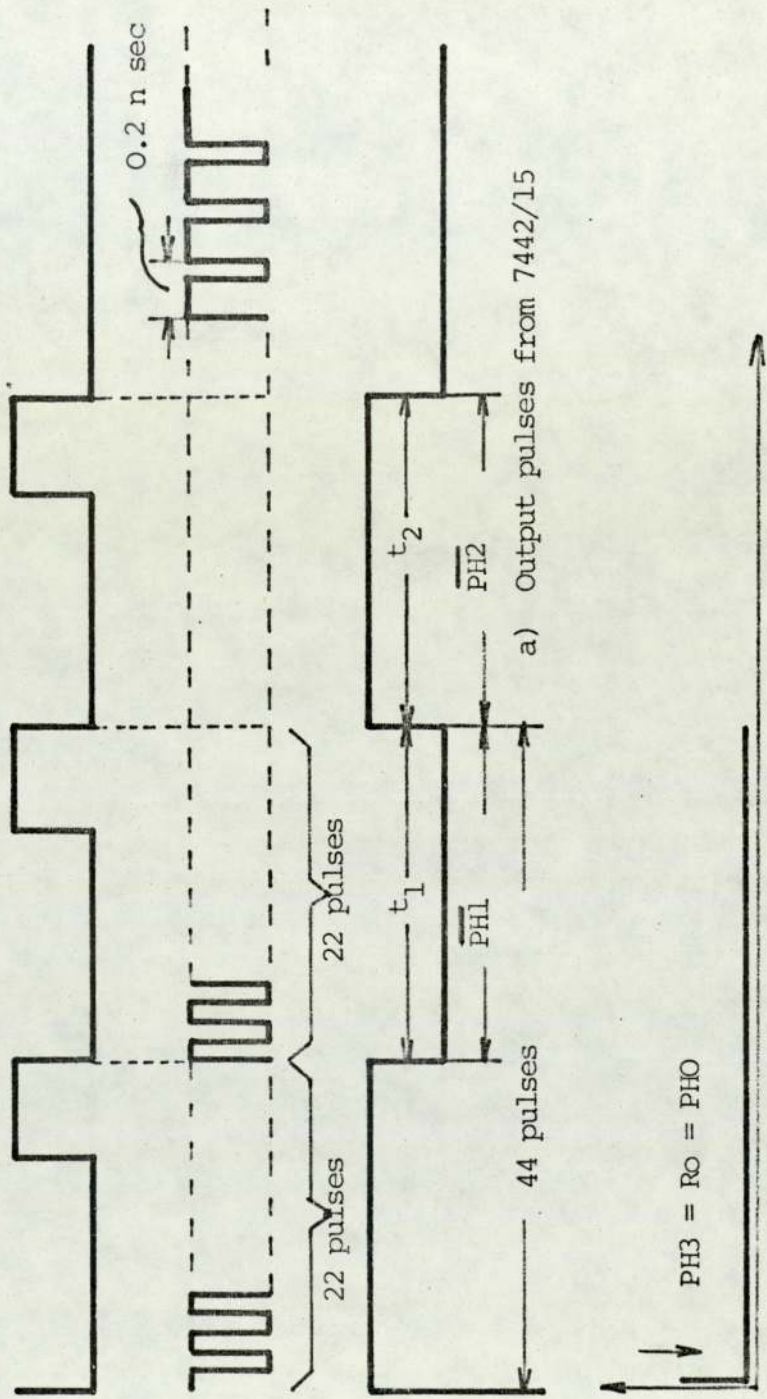 0.2 n sec
22 pulses
22 pulses
t1
t2
PH1
PH2
44 pulses
a) Output pulses from 7442/15
PH3 = Ro = PHO